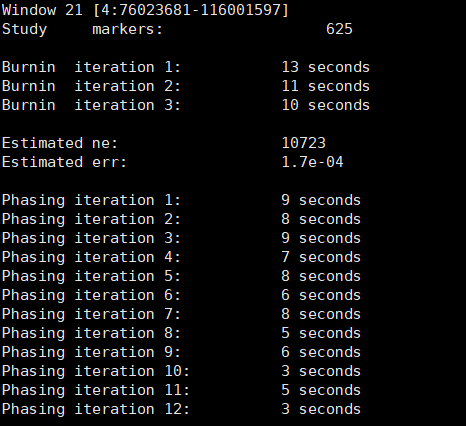 Window 21 [4:76023681-116001597]
Study     markers:                  625
Burnin  iteration 1:           13 seconds
Burnin  iteration 2:           11 seconds
Burnin  iteration 3:           10 seconds
Estimated ne:                  10723
Estimated err:                 1.7e-04
Phasing iteration 1:           9 seconds
Phasing iteration 2:           8 seconds
Phasing iteration 3:           9 seconds
Phasing iteration 4:           7 seconds
Phasing iteration 5:           8 seconds
Phasing iteration 6:           6 seconds
Phasing iteration 7:           8 seconds
Phasing iteration 8:           5 seconds
Phasing iteration 9:           6 seconds
Phasing iteration 10:          3 seconds
Phasing iteration 11:          5 seconds
Phasing iteration 12:          3 seconds